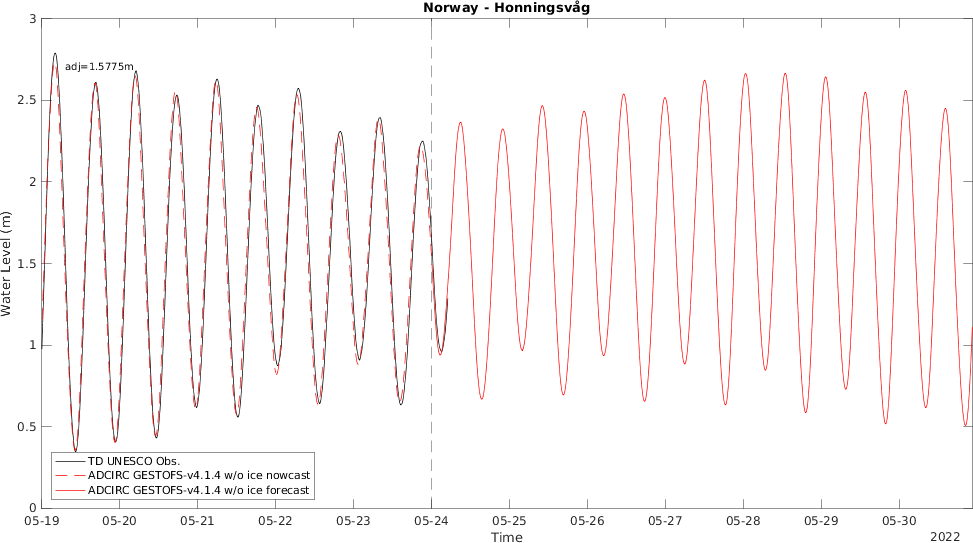 Norway - Honningsvåg
adj=1.5775m
3
2.5
2
1.5
1
0.5
0
Water Level (m)
TD UNESCO Obs.
ADCIRC GESTOFS-v4.1.4 w/o ice nowcast
ADCIRC GESTOFS-v4.1.4 w/o ice forecast
05-19 05-20 05-21 05-22 05-23 05-24 05-25 05-26 05-27 05-28 05-29 05-30
Time
2022